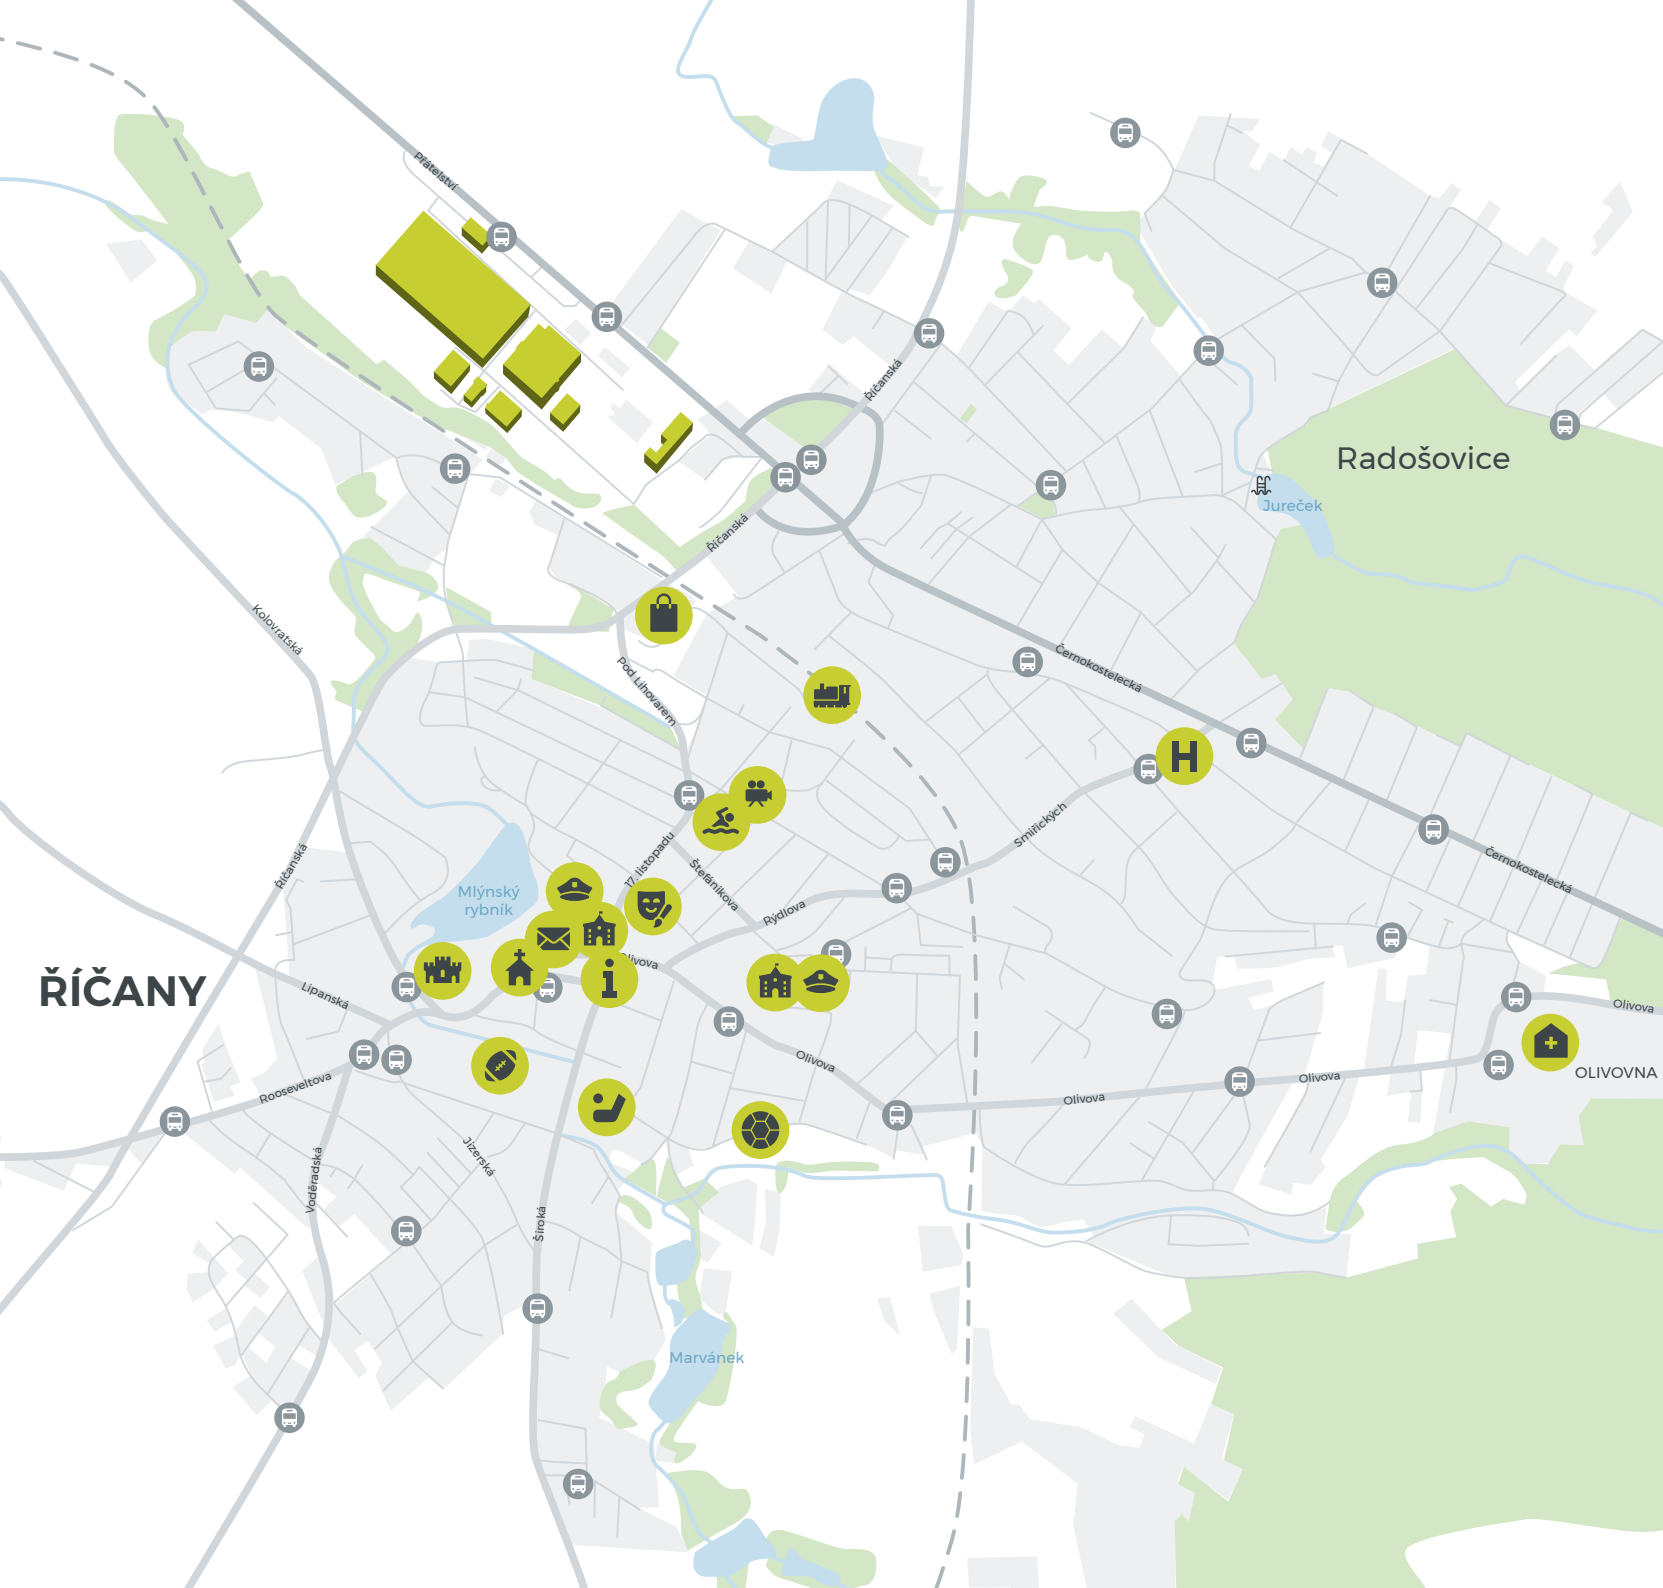 Přátelství
Říčanská
Radošovice
Jureček
Říčanská
Kolovratská
Pod Lihovarem
Černokostelecká
H
Smiřických
17. listopadu
Štefánikova
Černokostelecká
Říčanská
Mlýnský
rybník
Rýdlova
Olivova
ŘÍČANY
Lipanská
i
Olivova
Olivova
Rooseveltova
Olivova
Olivova
OLIVOVNA
Jizerská
Voděradská
Široká
Marvánek